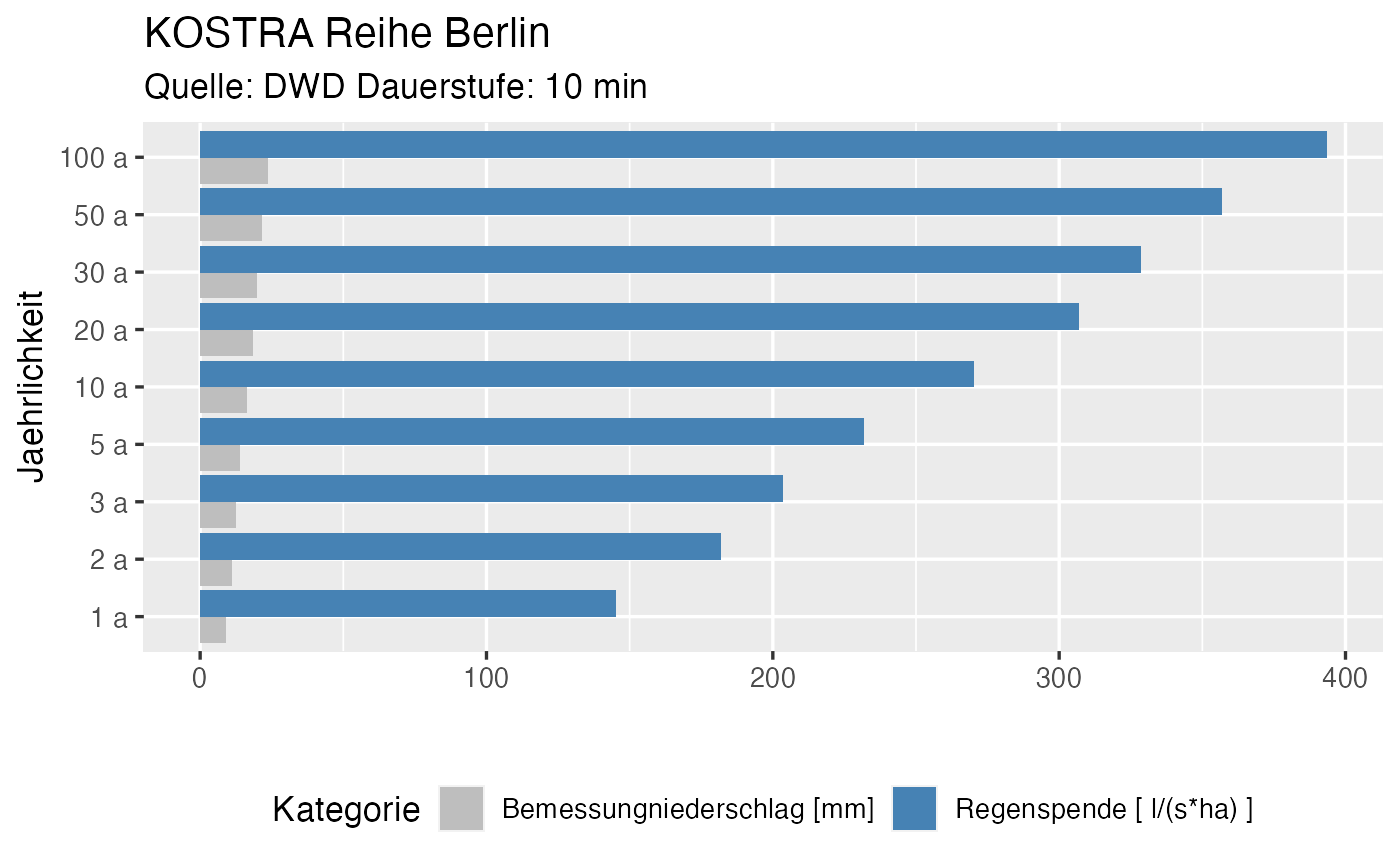 KOSTRA Reihe Berlin
Quelle: DWD Dauerstufe: 10 min
Jaehrlichkeit
100 a
50 a
30 a
20 a
10 a
5 a
3 a
2 a
1 a
0 100 200 300 400
Kategorie Bemessungniederschlag [mm] Regenspende [ l/(s*ha) ]